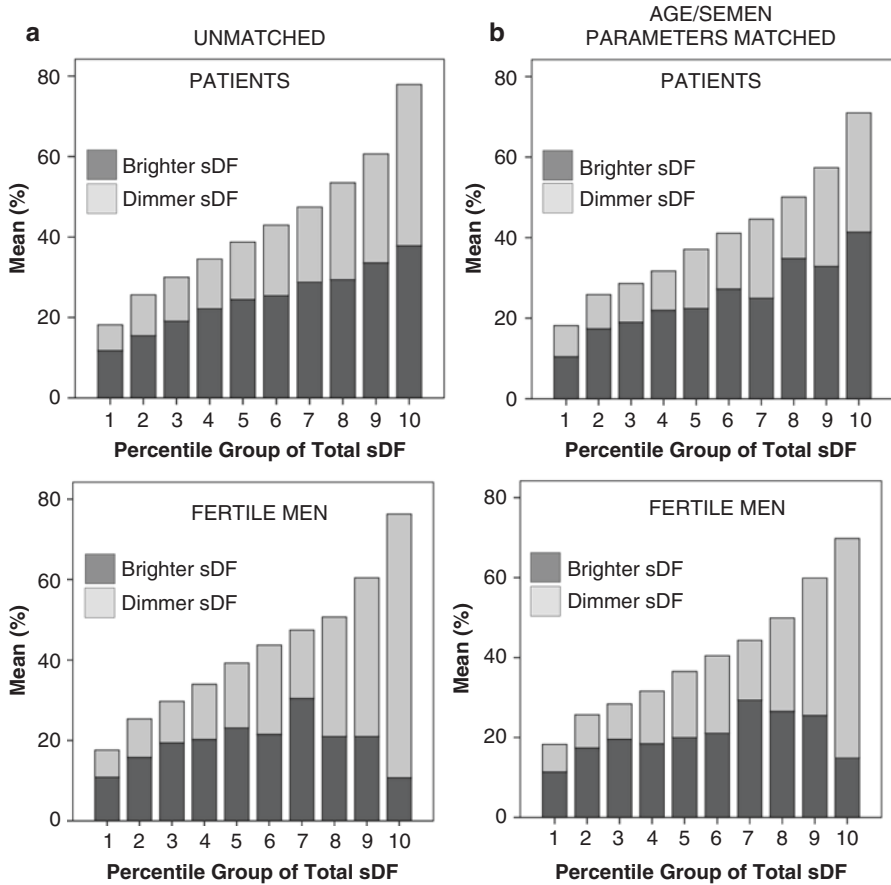 a
UNMATCHED
PATIENTS
80
60
40
20
0
Mean (%)
Brighter sDF
Dimmer sDF
1 2 3 4 5 6 7 8 9 10
Percentile Group of Total sDF
b
AGE/SEMEN
PARAMETERS MATCHED
PATIENTS
80
60
40
20
0
Mean (%)
Brighter sDF
Dimmer sDF
1 2 3 4 5 6 7 8 9 10
Percentile Group of Total sDF
FERTILE MEN
80
60
40
20
0
Mean (%)
Brighter sDF
Dimmer sDF
1 2 3 4 5 6 7 8 9 10
Percentile Group of Total sDF
FERTILE MEN
80
60
40
20
0
Mean (%)
Brighter sDF
Dimmer sDF
1 2 3 4 5 6 7 8 9 10
Percentile Group of Total sDF